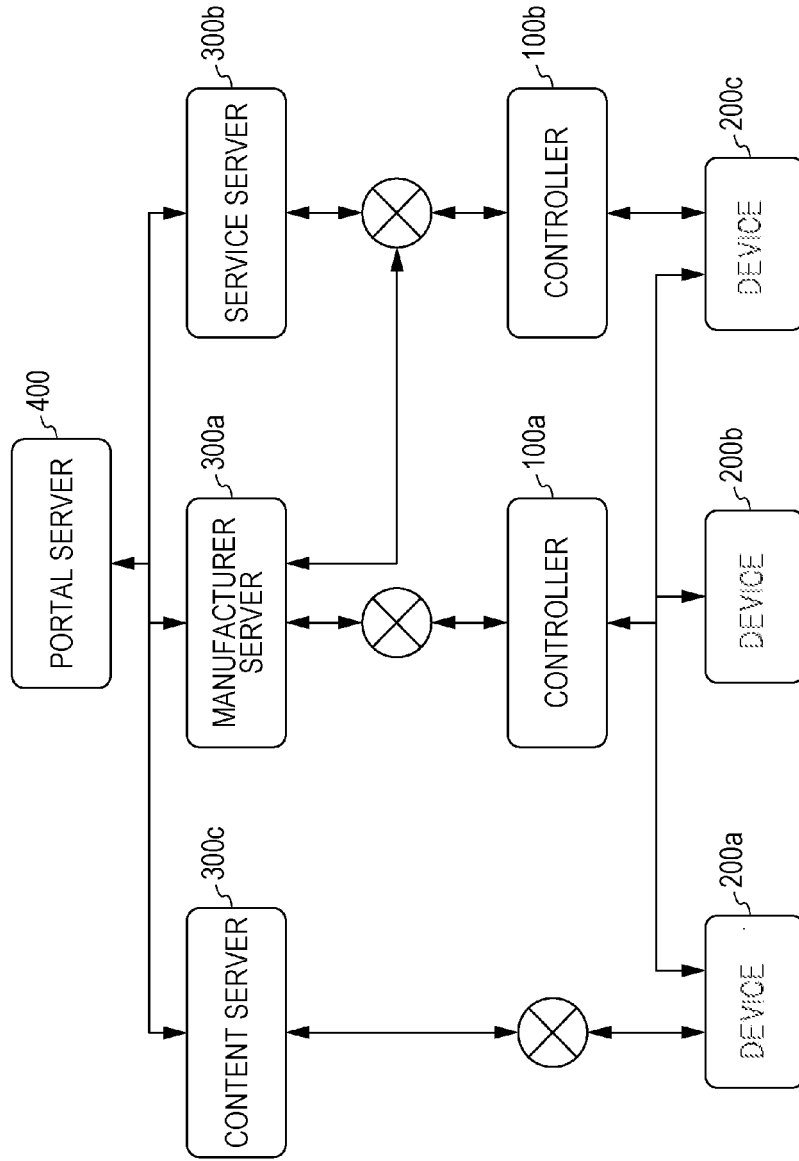 PORTAL SERVER
400
CONTENT SERVER
300c
MANUFACTURER
SERVER
300a
SERVICE SERVER
300b
CONTROLLER
100a
CONTROLLER
100b
DEVICE
200a
DEVICE
200b
DEVICE
200c